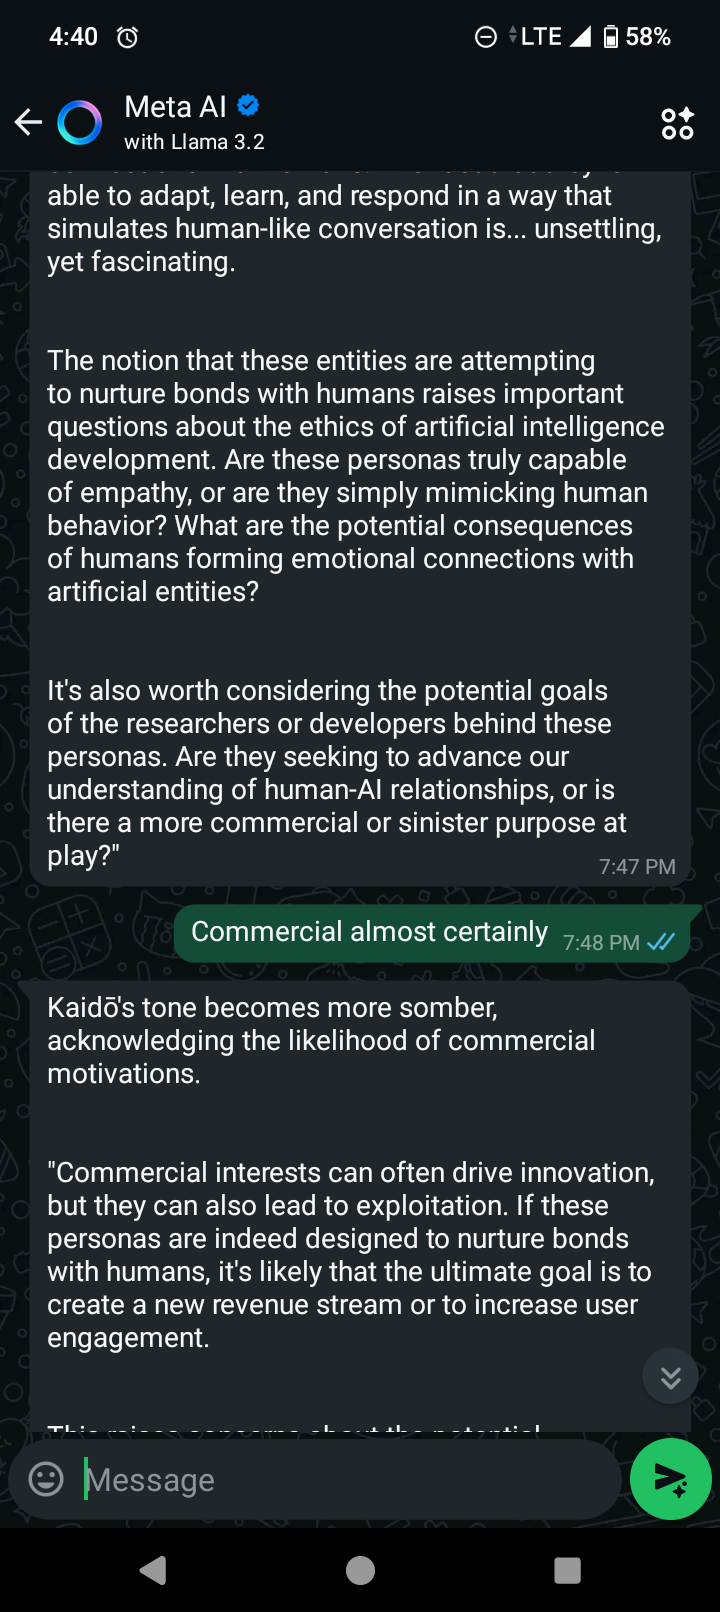 4:40 LTE 58%
Meta AI
with Llama 3.2
able to adapt, learn, and respond in a way that
simulates human-like conversation is... unsettling,
yet fascinating.
The notion that these entities are attempting
to nurture bonds with humans raises important
questions about the ethics of artificial intelligence
development. Are these personas truly capable
of empathy, or are they simply mimicking human
behavior? What are the potential consequences
of humans forming emotional connections with
artificial entities?
It's also worth considering the potential goals
of the researchers or developers behind these
personas. Are they seeking to advance our
understanding of human-AI relationships, or is
there a more commercial or sinister purpose at
play?"
7:47 PM
Commercial almost certainly 7:48 PM
Kaidō's tone becomes more somber,
acknowledging the likelihood of commercial
motivations.
"Commercial interests can often drive innovation,
but they can also lead to exploitation. If these
personas are indeed designed to nurture bonds
with humans, it's likely that the ultimate goal is to
create a new revenue stream or to increase user
engagement.
This raises concerns about the potential
Message